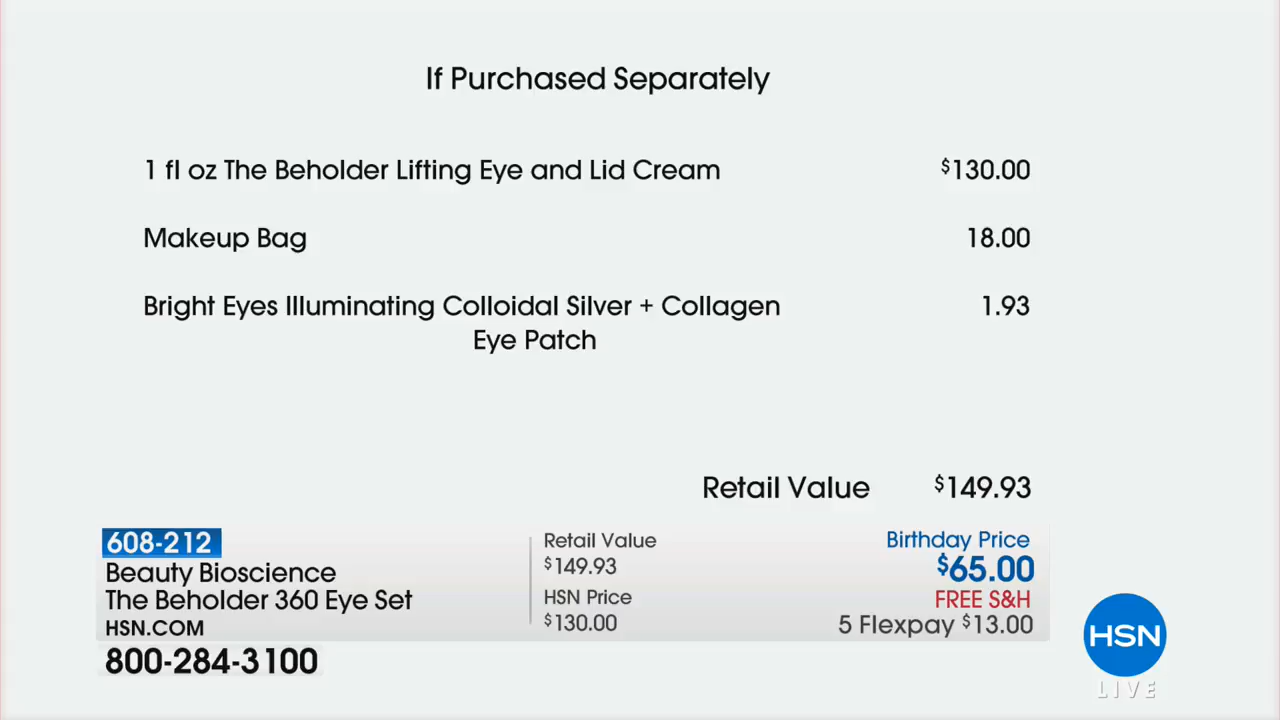 If Purchased Separately
1 fl oz The Beholder Lifting Eye and Lid Cream $130.00
Makeup Bag 18.00
Bright Eyes Illuminating Colloidal Silver + Collagen 1.93
Eye Patch
Retail Value $149.93
608-212
Beauty Bioscience
The Beholder 360 Eye Set
HSN.COM
800-284-3100
Retail Value
$149.93
HSN Price
$130.00
Birthday Price
$65.00
FREE S&H
5 Flexpay $13.00
HSN
LIVE